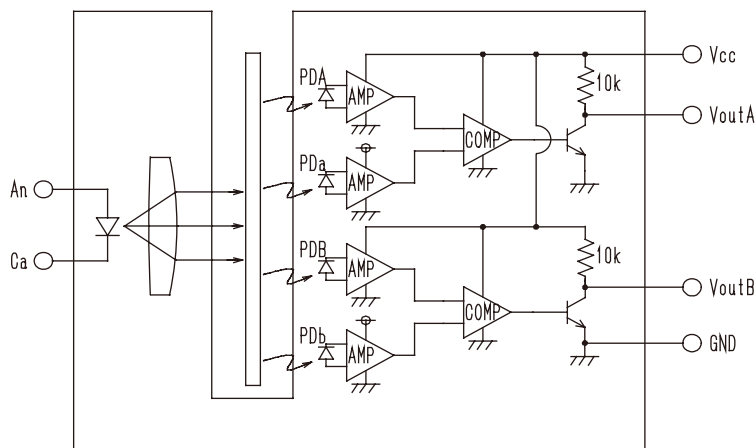 An
Ca
PDA
AMP
PDa
AMP
COMP
10k
Vcc
VoutA
PDB
AMP
PDb
AMP
COMP
10k
VoutB
GND